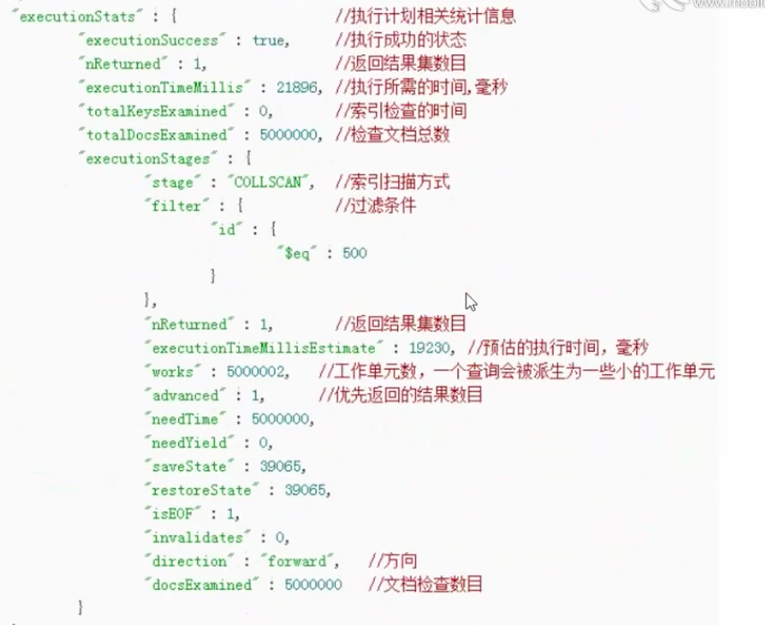 www.mobil
"executionStats" : {    //执行计划相关统计信息
"executionSuccess" : true,    //执行成功的状态
"nReturned" : 1,    //返回结果集数目
"executionTimeMillis" : 21896,  //执行所需的时间,毫秒
"totalKeysExamined" : 0,    //索引检查的时间
"totalDocsExamined" : 5000000,  //检查文档总数
"executionStages" : {
"stage" : "COLLSCAN",    //索引扫描方式
"filter" : {    //过滤条件
"id" : {
"$eq" : 500
}
},
"nReturned" : 1,    //返回结果集数目
"executionTimeMillisEstimate" : 19230,  //预估的执行时间，毫秒
"works" : 5000002,    //工作单元数，一个查询会被派生为一些小的工作单元
"advanced" : 1,    //优先返回的结果数目
"needTime" : 5000000,
"needYield" : 0,
"saveState" : 39065,
"restoreState" : 39065,
"isEOF" : 1,
"invalidates" : 0,
"direction" : "forward",    //方向
"docsExamined" : 5000000    //文档检查数目
}